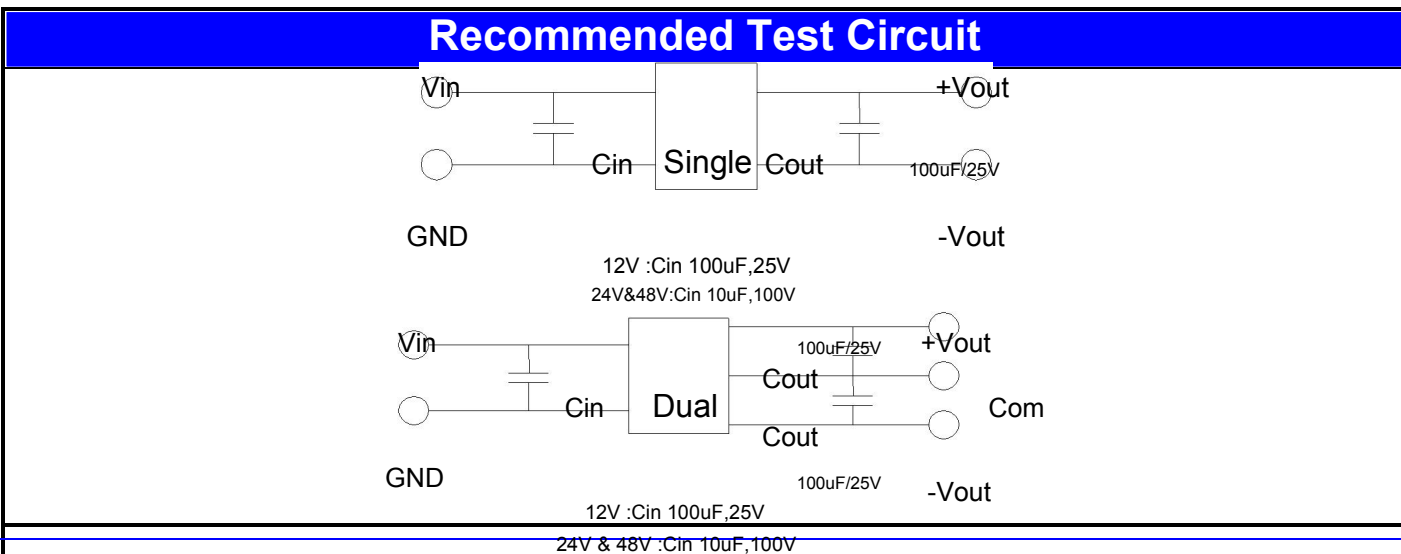 Recommended Test Circuit
Vin
+Vout
Cin
Single
Cout
100uF/25V
GND
-Vout
12V :Cin 100uF,25V
24V&48V:Cin 10uF,100V
Vin
100uF/25V
+Vout
Cout
Cin
Dual
Com
Cout
GND
100uF/25V
-Vout
12V :Cin 100uF,25V
24V & 48V :Cin 10uF,100V